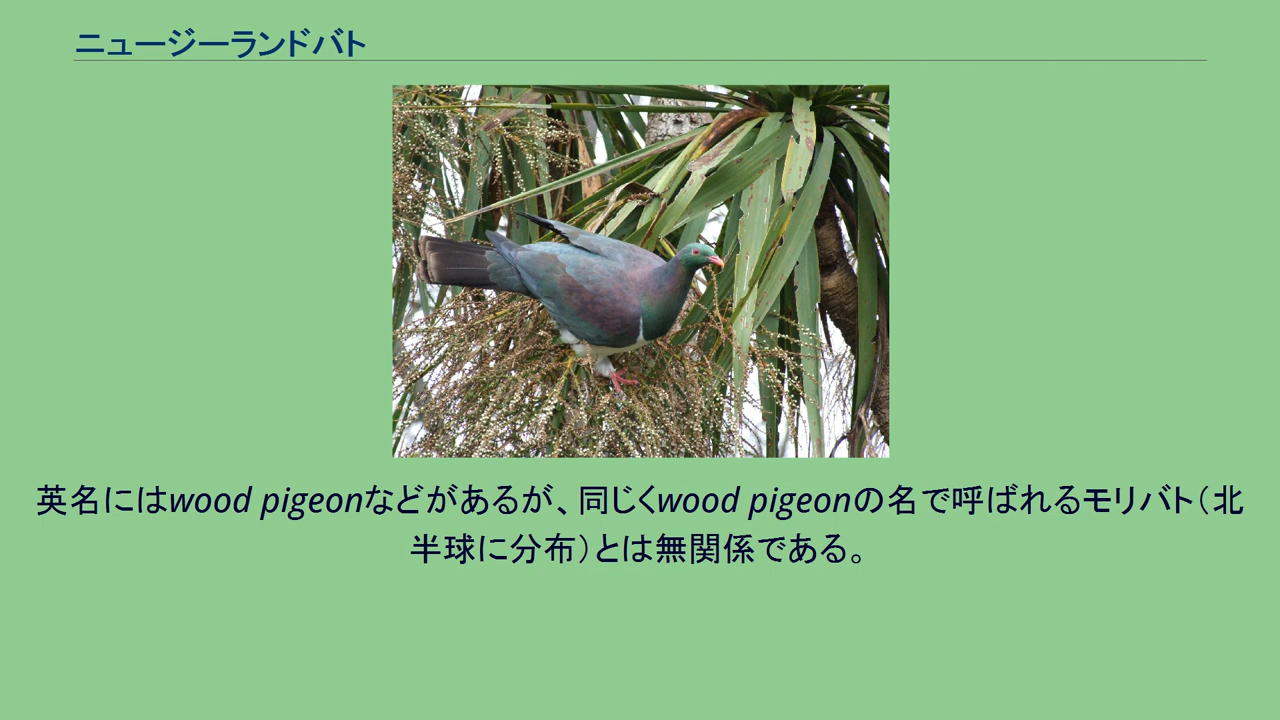 ニュージーランドバト
英名にはwood pigeonなどがあるが、同じくwood pigeonの名で呼ばれるモリバト（北
半球に分布）とは無関係である。